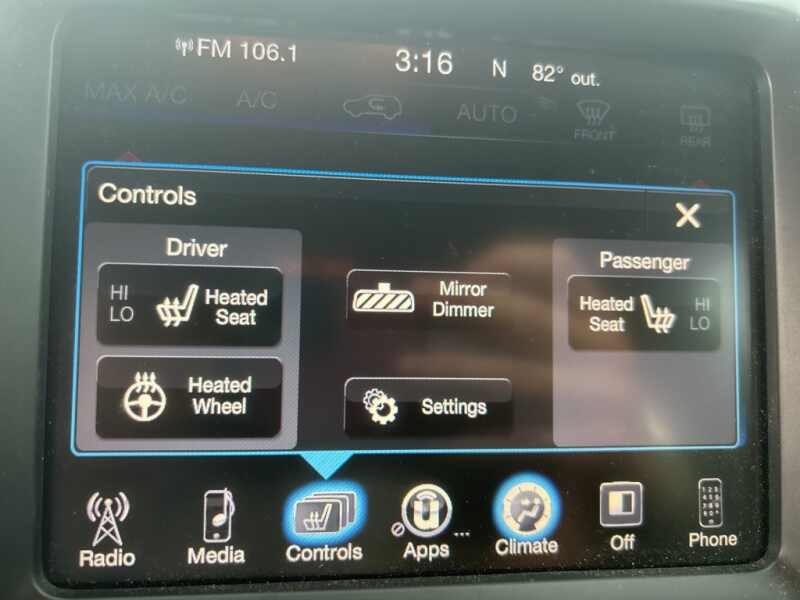 FM 106.1 3:16 N 82° out.
MAX A/C A/C AUTO FRONT REAR
Controls X
Driver
HI
LO
Heated
Seat
Heated
Wheel
Mirror
Dimmer
Settings
Passenger
Heated
Seat
HI
LO
Radio Media Controls Apps ... Climate Off Phone